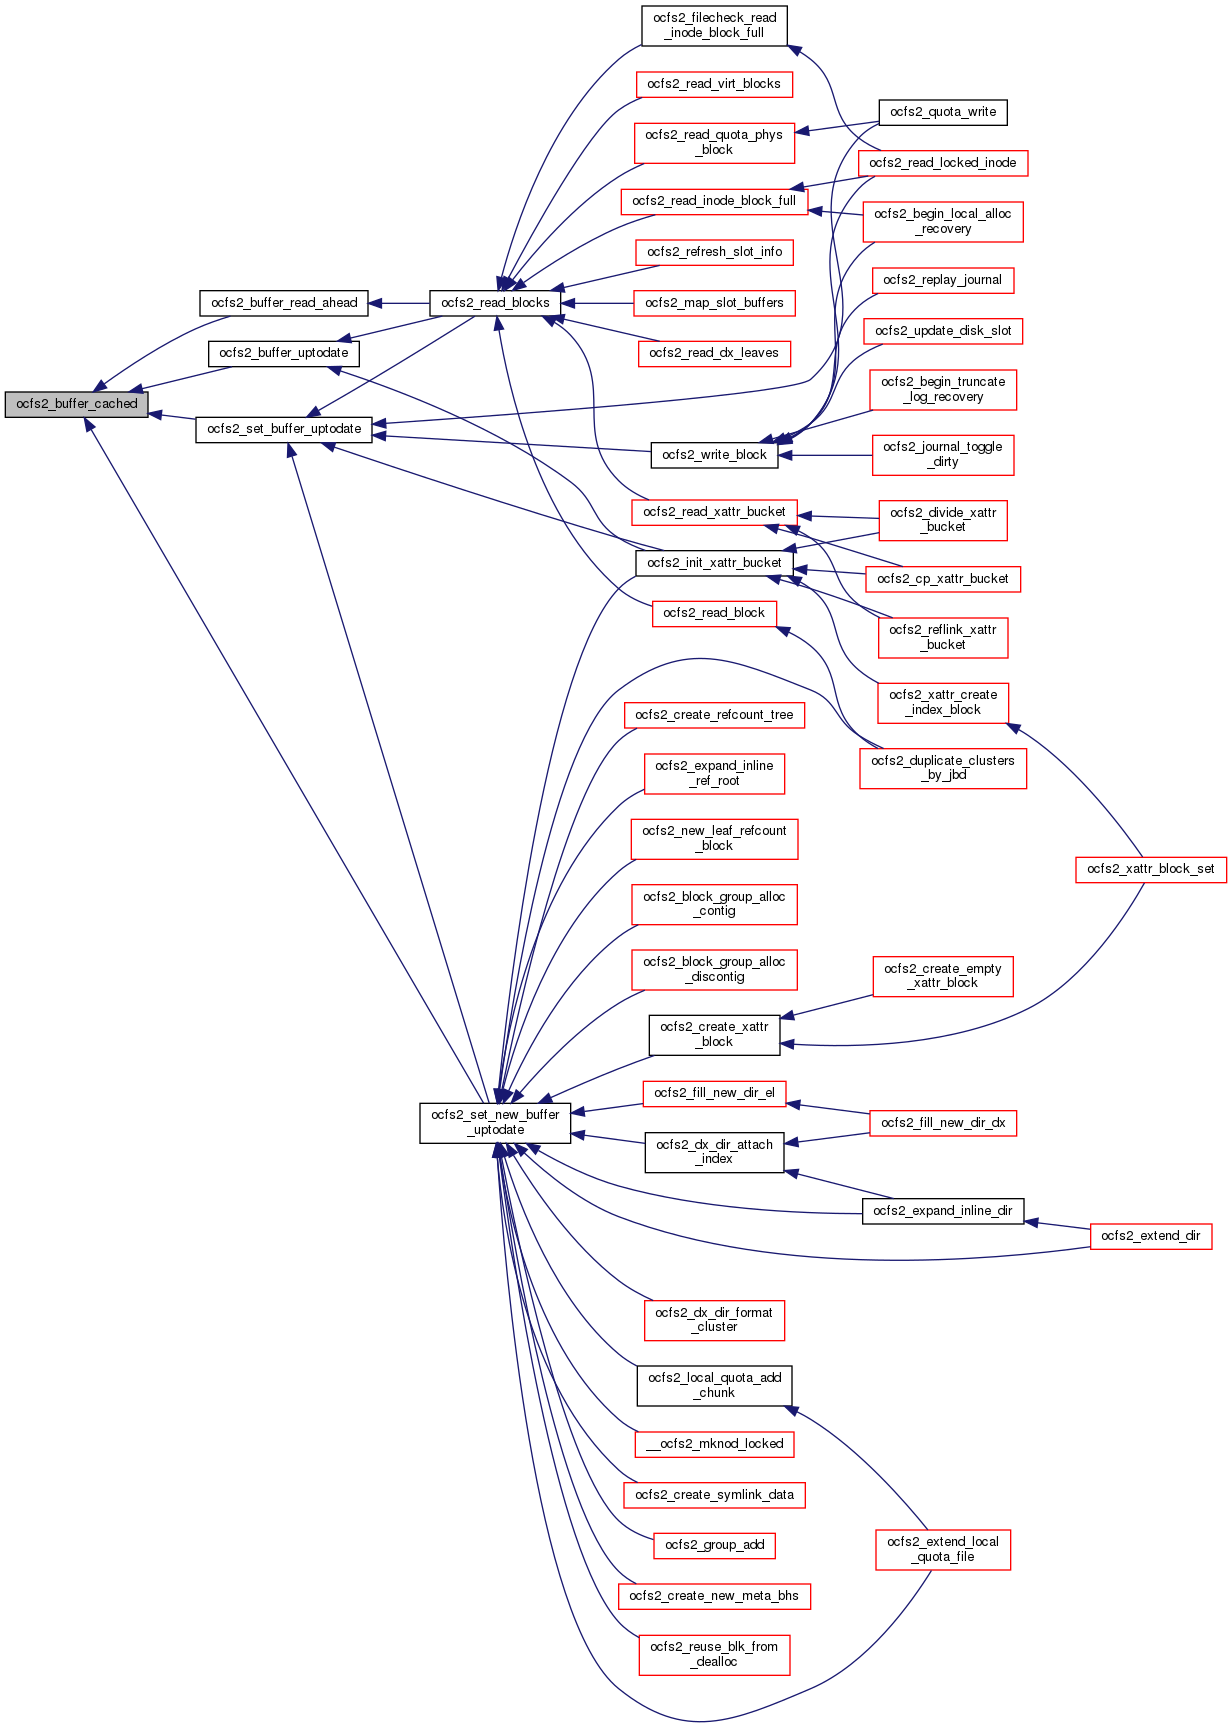 ocfs2_filecheck_read
_inode_block_full
ocfs2_read_virt_blocks
ocfs2_quota_write
ocfs2_read_quota_phys
_block
ocfs2_read_locked_inode
ocfs2_read_inode_block_full
ocfs2_begin_local_alloc
_recovery
ocfs2_refresh_slot_info
ocfs2_replay_journal
ocfs2_buffer_read_ahead
ocfs2_read_blocks
ocfs2_map_slot_buffers
ocfs2_update_disk_slot
ocfs2_buffer_uptodate
ocfs2_read_dx_leaves
ocfs2_begin_truncate
_log_recovery
ocfs2_buffer_cached
ocfs2_set_buffer_uptodate
ocfs2_write_block
ocfs2_journal_toggle
_dirty
ocfs2_read_xattr_bucket
ocfs2_divide_xattr
_bucket
ocfs2_init_xattr_bucket
ocfs2_cp_xattr_bucket
ocfs2_read_block
ocfs2_reflink_xattr
_bucket
ocfs2_xattr_create
_index_block
ocfs2_create_refcount_tree
ocfs2_expand_inline
_ref_root
ocfs2_duplicate_clusters
_by_jbd
ocfs2_new_leaf_refcount
_block
ocfs2_xattr_block_set
ocfs2_block_group_alloc
_contig
ocfs2_block_group_alloc
_discontig
ocfs2_create_empty
_xattr_block
ocfs2_create_xattr
_block
ocfs2_fill_new_dir_el
ocfs2_set_new_buffer
_uptodate
ocfs2_fill_new_dir_dx
ocfs2_dx_dir_attach
_index
ocfs2_expand_inline_dir
ocfs2_extend_dir
ocfs2_dx_dir_format
_cluster
ocfs2_local_quota_add
_chunk
__ocfs2_mknod_locked
ocfs2_create_symlink_data
ocfs2_group_add
ocfs2_extend_local
_quota_file
ocfs2_create_new_meta_bhs
ocfs2_reuse_blk_from
_dealloc